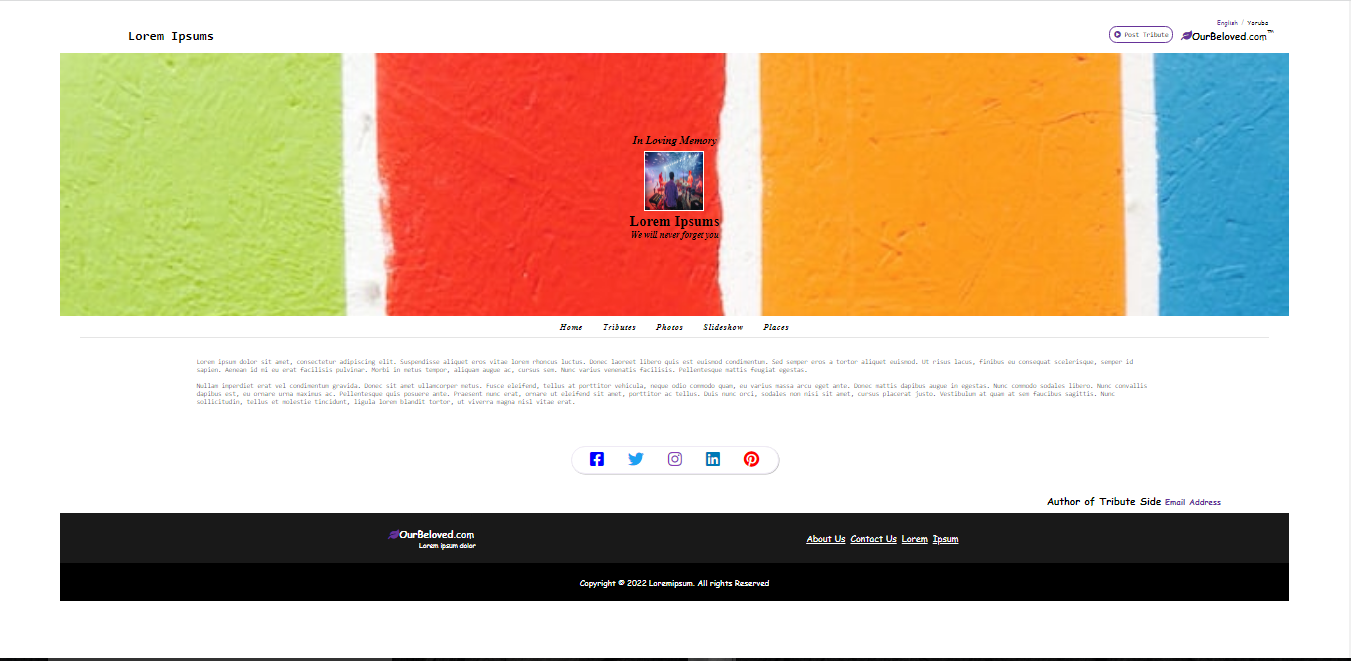 English / Yoruba
Lorem Ipsums
Post Tribute
OurBeloved.com™
In Loving Memory
Lorem Ipsums
We will never forget you
Home Tributes Photos Slideshow Places
Lorem ipsum dolor sit amet, consectetur adipiscing elit. Suspendisse aliquet eros vitae lorem rhoncus luctus. Donec laoreet libero quis est euismod condimentum. Sed semper eros a tortor aliquet euismod. Ut risus lacus, finibus eu consequat scelerisque, semper id
sapien. Aenean id mi eu erat facilisis pulvinar. Morbi in metus tempor, aliquam augue ac, cursus sem. Nunc varius venenatis facilisis. Pellentesque mattis feugiat egestas.
Nullam imperdiet erat vel condimentum gravida. Donec sit amet ullamcorper metus. Fusce eleifend, tellus at porttitor vehicula, neque odio commodo quam, eu varius massa arcu eget ante. Donec mattis dapibus augue in egestas. Nunc commodo sodales libero. Nunc convallis
dapibus est, eu ornare urna maximus ac. Pellentesque quis posuere ante. Praesent nunc erat, ornare ut eleifend sit amet, porttitor ac tellus. Duis nunc orci, sodales non nisi sit amet, cursus placerat justo. Vestibulum at quam at sem faucibus sagittis. Nunc
sollicitudin, tellus et molestie tincidunt, ligula lorem blandit tortor, ut viverra magna nisl vitae erat.
Author of Tribute Side Email Address
OurBeloved.com
Lorem ipsum dolor
About Us Contact Us Lorem Ipsum
Copyright © 2022 Loremipsum. All rights Reserved